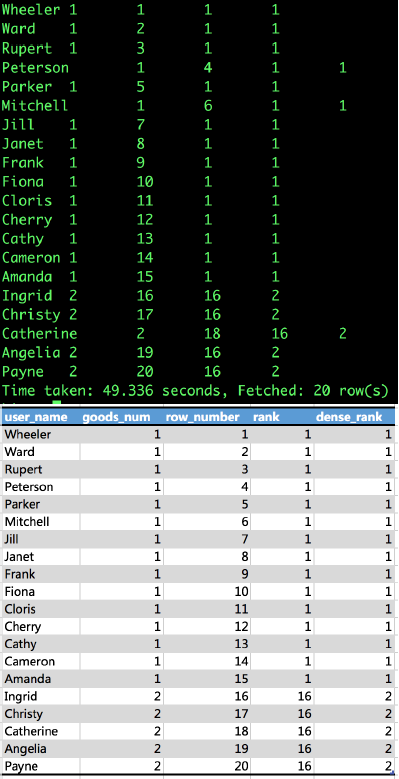 Wheeler 1 1 1 1
Ward 1 2 1 1
Rupert 1 3 1 1
Peterson 1 4 1 1
Parker 1 5 1 1
Mitchell 1 6 1 1
Jill 1 7 1 1
Janet 1 8 1 1
Frank 1 9 1 1
Fiona 1 10 1 1
Cloris 1 11 1 1
Cherry 1 12 1 1
Cathy 1 13 1 1
Cameron 1 14 1 1
Amanda 1 15 1 1
Ingrid 2 16 16 2
Christy 2 17 16 2
Catherine 2 18 16 2
Angelia 2 19 16 2
Payne 2 20 16 2
Time taken: 49.336 seconds, Fetched: 20 row(s)
user_name goods_num row_number rank dense_rank
Wheeler 1 1 1 1
Ward 1 2 1 1
Rupert 1 3 1 1
Peterson 1 4 1 1
Parker 1 5 1 1
Mitchell 1 6 1 1
Jill 1 7 1 1
Janet 1 8 1 1
Frank 1 9 1 1
Fiona 1 10 1 1
Cloris 1 11 1 1
Cherry 1 12 1 1
Cathy 1 13 1 1
Cameron 1 14 1 1
Amanda 1 15 1 1
Ingrid 2 16 16 2
Christy 2 17 16 2
Catherine 2 18 16 2
Angelia 2 19 16 2
Payne 2 20 16 2